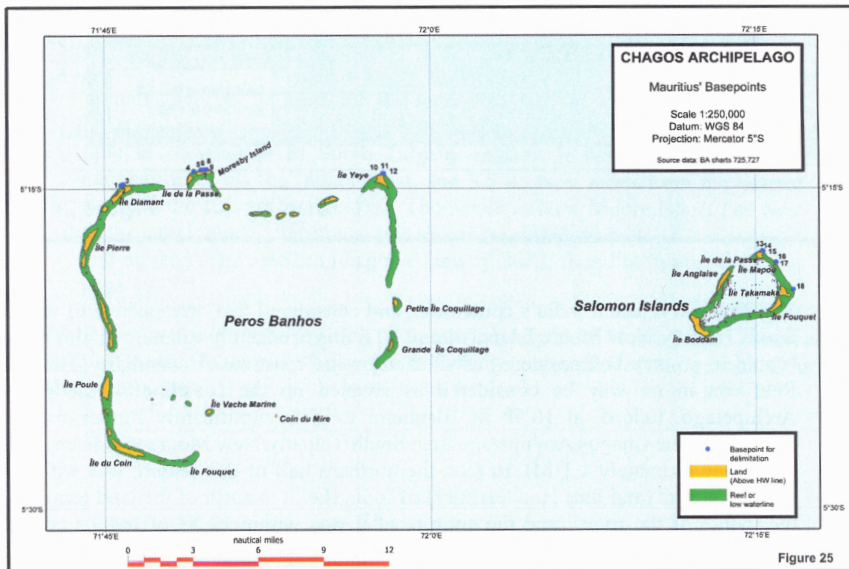 71°45'E
72°0'E
72°15'E
CHAGOS ARCHIPELAGO
Mauritius' Basepoints
Scale 1:250,000
Datum: WGS 84
Projection: Mercator 5°S
Source data: BA charts 725,727
4
8
Moresby Island
1
Île Yeye
10
11
12
5°15'S
Île de la Passe
5°15'S
Île Diamant
Île Pierre
13
14
15
Île de la Passe
16
Île Mapou
17
Île Anglaise
Île Takamaka
18
Petite Île Coquillage
Salomon Islands
Peros Banhos
Île Fouquet
Île Boddam
Grande Île Coquillage
Île Poule
Île Vache Marine
Coin du Mire
Basepoint for
delimitation
Land
(Above HW line)
Île du Coin
Île Fouquet
Reef or
low waterline
5°30'S
5°30'S
71°45'E
72°0'E
72°15'E
nautical miles
0 3 6 9 12
Figure 25